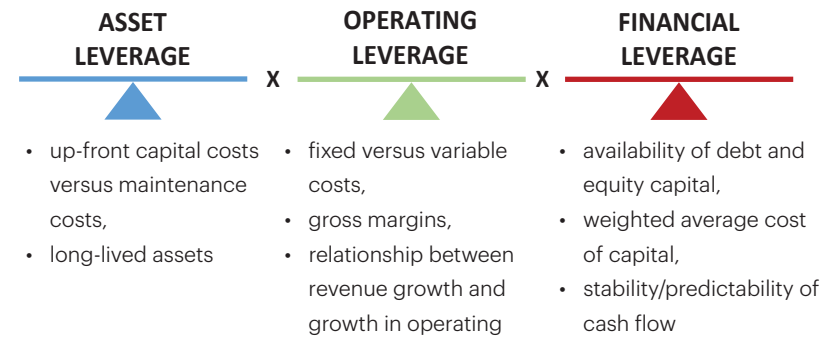 ASSET
LEVERAGE
X
OPERATING
LEVERAGE
X
FINANCIAL
LEVERAGE
• up-front capital costs
versus maintenance
costs,
• long-lived assets
• fixed versus variable
costs,
• gross margins,
• relationship between
revenue growth and
growth in operating
• availability of debt and
equity capital,
• weighted average cost
of capital,
• stability/predictability of
cash flow